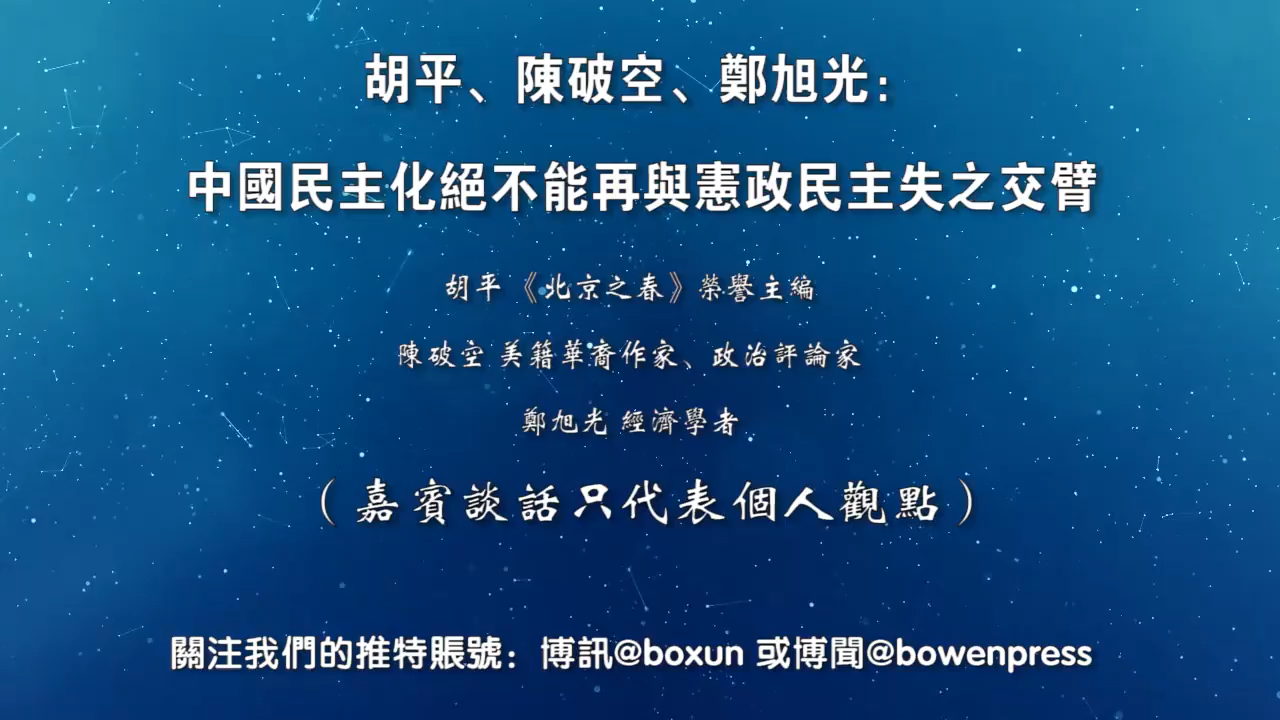 胡平、陳破空、鄭旭光：
中國民主化絕不能再與憲政民主失之交臂
胡平 《北京之春》榮譽主編
陳破空 美籍華裔作家、政治評論家
鄭旭光 經濟學者
（嘉賓談話只代表個人觀點）
關注我們的推特賬號：博訊@boxun 或博聞@bowenpress